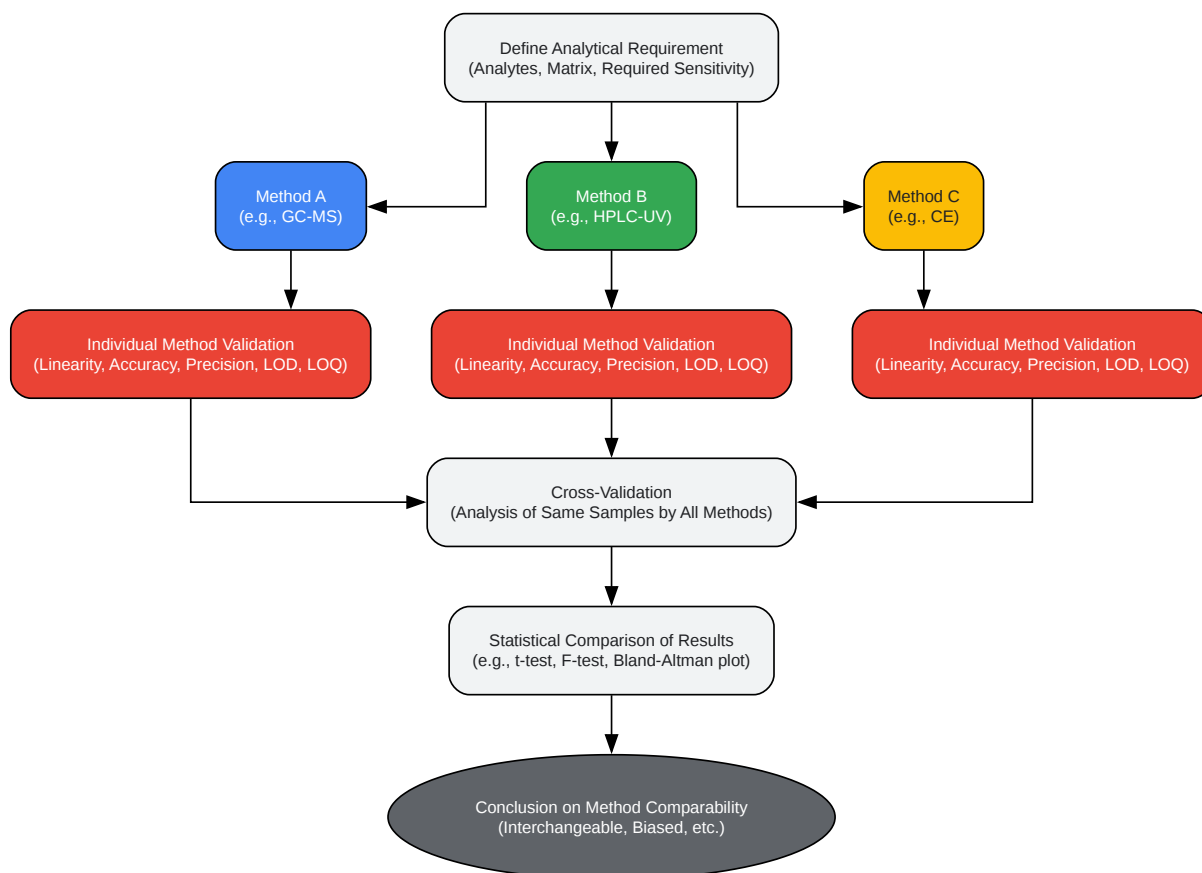 Define Analytical Requirement
(Analytes, Matrix, Required Sensitivity)
Method A
(e.g., GC-MS)
Method B
(e.g., HPLC-UV)
Method C
(e.g., CE)
Individual Method Validation
(Linearity, Accuracy, Precision, LOD, LOQ)
Individual Method Validation
(Linearity, Accuracy, Precision, LOD, LOQ)
Individual Method Validation
(Linearity, Accuracy, Precision, LOD, LOQ)
Cross-Validation
(Analysis of Same Samples by All Methods)
Statistical Comparison of Results
(e.g., t-test, F-test, Bland-Altman plot)
Conclusion on Method Comparability
(Interchangeable, Biased, etc.)